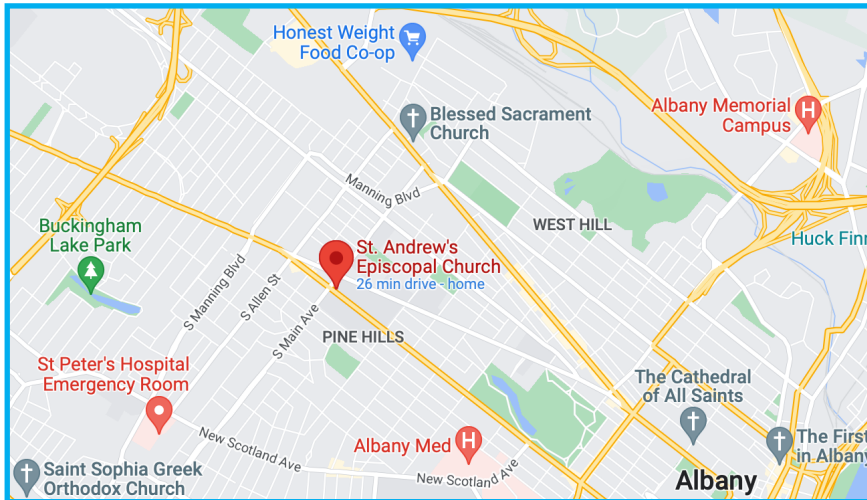 Honest Weight
Food Co-op
Blessed Sacrament
Church
Albany Memorial
Campus
Manning Blvd
WEST HILL
Buckingham
Lake Park
Huck Finn
St. Andrew's
Episcopal Church
26 min drive - home
S Manning Blvd
S Allen St
S Main Ave
PINE HILLS
St Peter's Hospital
Emergency Room
The Cathedral
of All Saints
New Scotland Ave
Albany Med
The First
in Albany
Saint Sophia Greek
Orthodox Church
New Scotland Ave
Albany